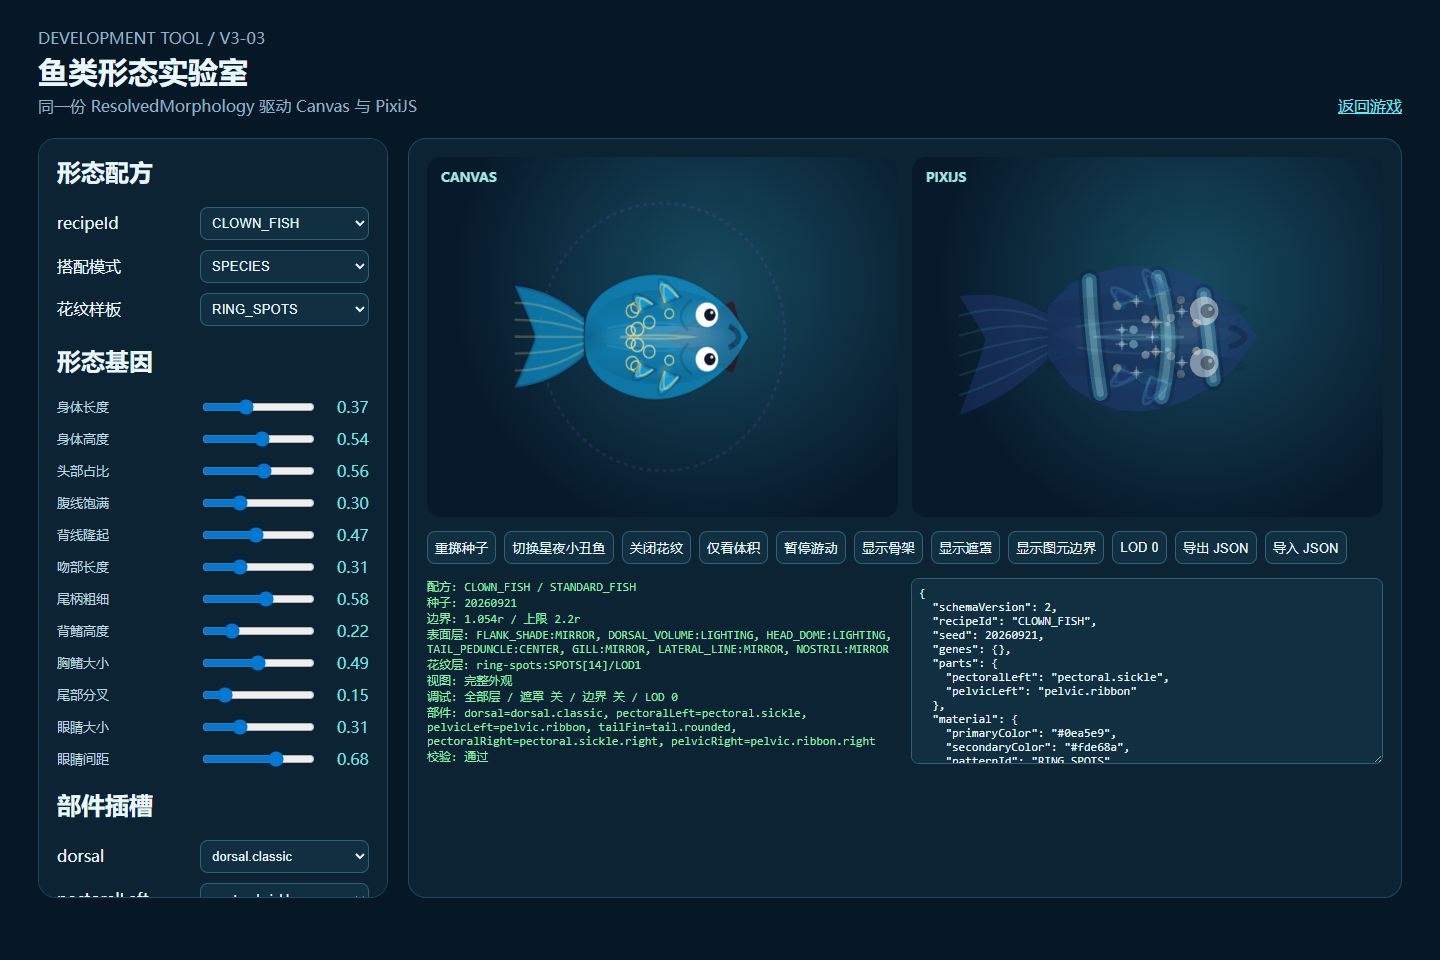 DEVELOPMENT TOOL / V3-03
鱼类形态实验室
同一份 ResolvedMorphology 驱动 Canvas 与 PixiJS
返回游戏
形态配方
recipeId
CLOWN_FISH
搭配模式
SPECIES
花纹样板
RING_SPOTS
形态基因
身体长度
0.37
身体高度
0.54
头部占比
0.56
腹线饱满
0.30
背线隆起
0.47
吻部长度
0.31
尾柄粗细
0.58
背鳍高度
0.22
胸鳍大小
0.49
尾部分叉
0.15
眼睛大小
0.31
眼睛间距
0.68
部件插槽
dorsal
dorsal.classic
CANVAS
PIXIJS
重掷种子
切换星夜小丑鱼
关闭花纹
仅看体积
暂停游动
显示骨架
显示遮罩
显示图元边界
LOD 0
导出 JSON
导入 JSON
配方: CLOWN_FISH / STANDARD_FISH
种子: 20260921
边界: 1.054r / 上限 2.2r
表面层: FLANK_SHADE:MIRROR, DORSAL_VOLUME:LIGHTING, HEAD_DOME:LIGHTING,
TAIL_PEDUNCLE:CENTER, GILL:MIRROR, LATERAL_LINE:MIRROR, NOSTRIL:MIRROR
花纹层: ring-spots:SPOTS[14]/LOD1
视图: 完整外观
调试: 全部层 / 遮罩 关 / 边界 关 / LOD 0
部件: dorsal=dorsal.classic, pectoralLeft=pectoral.sickle,
pelvicLeft=pelvic.ribbon, tailFin=tail.rounded,
pectoralRight=pectoral.sickle.right, pelvicRight=pelvic.ribbon.right
校验: 通过
{
"schemaVersion": 2,
"recipeId": "CLOWN_FISH",
"seed": 20260921,
"genes": {},
"parts": {
"pectoralLeft": "pectoral.sickle",
"pelvicLeft": "pelvic.ribbon"
},
"material": {
"primaryColor": "#0ea5e9",
"secondaryColor": "#fde68a",
"patternId": "RING_SPOTS"